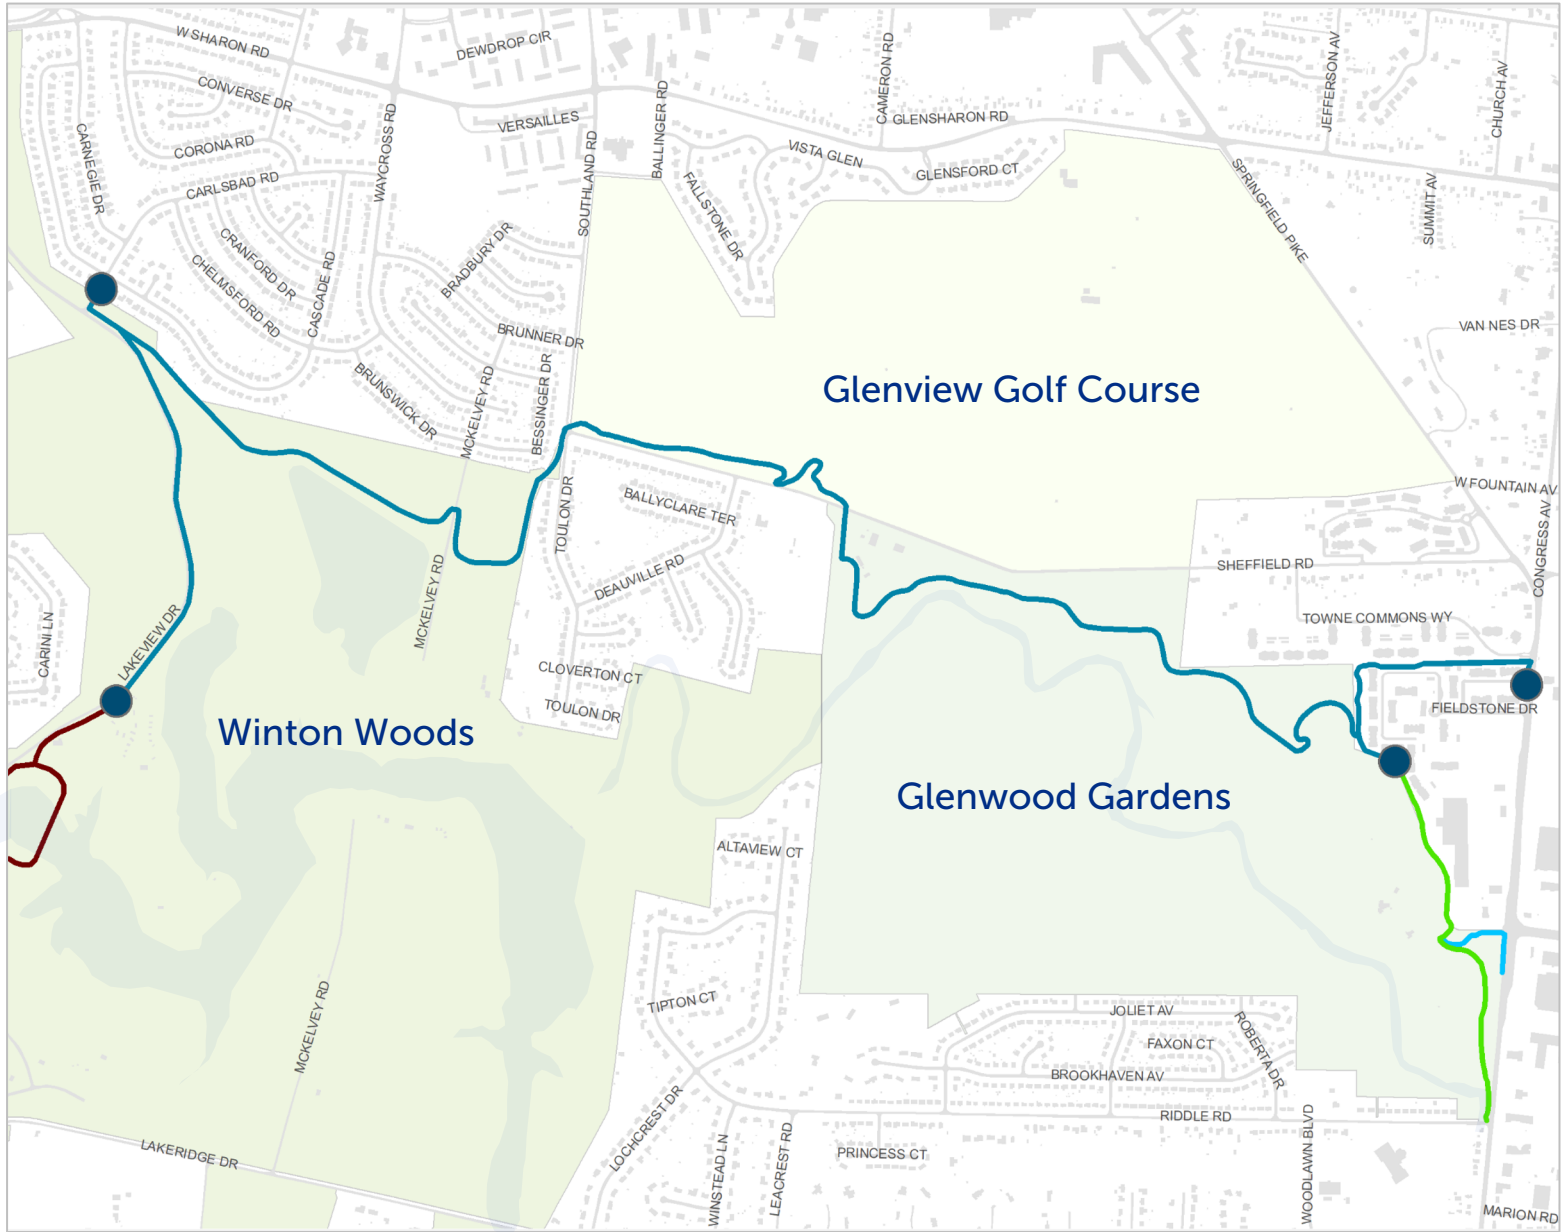 W SHARON RD
DEWDROP CIR
CAMERON RD
JEFFERSON AV
CHURCH AV
CONVERSE DR
BALLINGER RD
VERSAILLES
GLENSHARON RD
WAYCROSS RD
CARNEGIE DR
CORONA RD
CARLSBAD RD
SOUTHLAND RD
VISTA GLEN
GLENSFORD CT
FALLSTONE DR
SPRINGFIELD PIKE
SUMMIT AV
CRANFORD DR
CHELMSFORD RD
CASCADE RD
BRADBURY DR
BRUNNER DR
VAN NES DR
BRUNSWICK DR
MCKELVEY RD
BESSINGER DR
Glenview Golf Course
TOULON DR
BALLYCLARE TER
W FOUNTAIN AV
CONGRESS AV
DEAUVILLE RD
SHEFFIELD RD
MCKELVEY RD
TOWNE COMMONS WY
CARINI LN
LAKEVIEW DR
CLOVERTON CT
TOULON DR
FIELDSTONE DR
Winton Woods
Glenwood Gardens
ALTAVIEW CT
MCKELVEY RD
TIPTON CT
JOLIET AV
ROBERTA DR
FAXON CT
BROOKHAVEN AV
RIDDLE RD
LOCHCREST DR
WINSTEAD LN
LEACREST RD
PRINCESS CT
WOODLAWN BLVD
LAKERIDGE DR
MARION RD